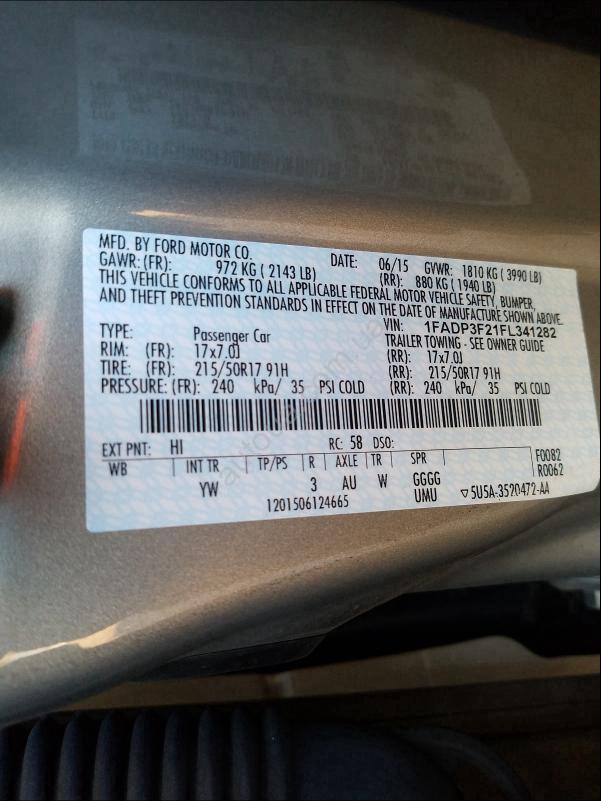 MFD. BY FORD MOTOR CO. DATE: 06/15 GVWR: 1810 KG ( 3990 LB)
GAWR: (FR): 972 KG ( 2143 LB) (RR): 880 KG ( 1940 LB)
THIS VEHICLE CONFORMS TO ALL APPLICABLE FEDERAL MOTOR VEHICLE SAFETY, BUMPER,
AND THEFT PREVENTION STANDARDS IN EFFECT ON THE DATE OF MANUFACTURE SHOWN ABOVE.
VIN: 1FADP3F21FL341282
TYPE: Passenger Car TRAILER TOWING - SEE OWNER GUIDE
RIM: (FR): 17x7.0J (RR): 17x7.0J
TIRE: (FR): 215/50R17 91H (RR): 215/50R17 91H
PRESSURE: (FR): 240 kPa/ 35 PSI COLD (RR): 240 kPa/ 35 PSI COLD
EXT PNT: HI RC: 58 DSO:
WB INT TR TP/PS R AXLE TR SPR F0082
R0062
YW 3 AU W GGGG
UMU
1201506124665 ▽5U5A-3520472-AA